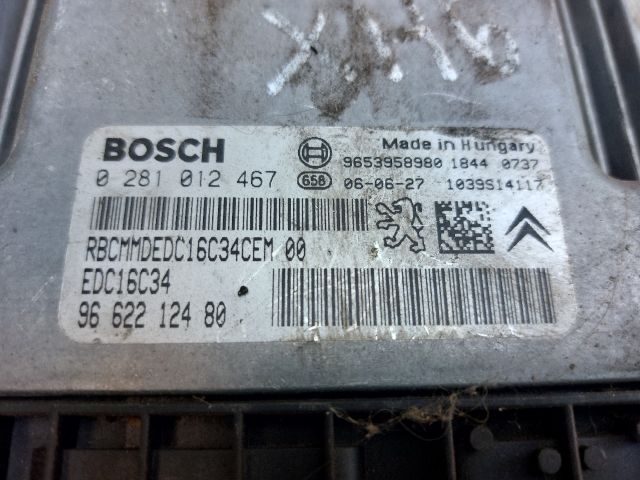 XM6
BOSCH
Made in Hungary
9653958980 1844 0737
0 281 012 467
658 06-06-27 1039S14117
RBCMMDEDC16C34CEM 00
EDC16C34
96 622 124 80